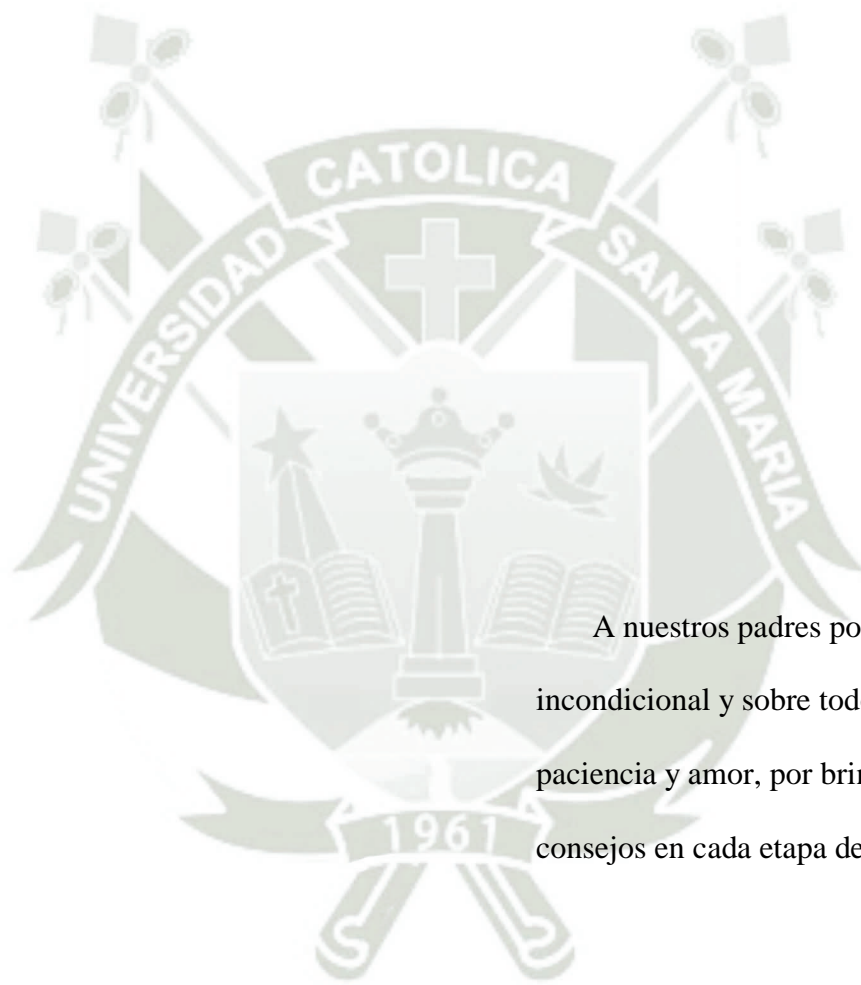 CATOLICA
UNIVERSIDAD
SANTA MARIA
A nuestros padres po
incondicional y sobre tod
paciencia y amor, por brin
consejos en cada etapa de
1961